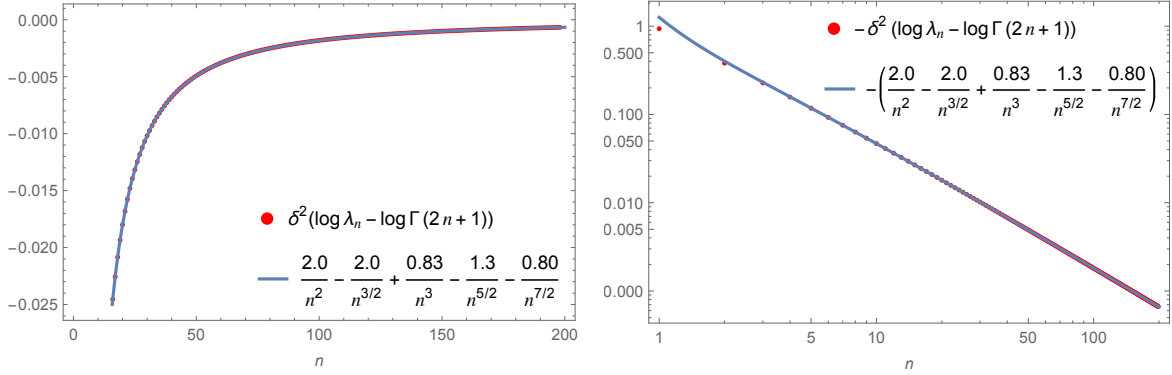 0.000
−0.005
−0.010
−0.015
−0.020
−0.025
0 50 100 150 200
n
δ²(log λₙ − log Γ(2n+1))
2.0/n² − 2.0/n^{3/2} + 0.83/n³ − 1.3/n^{5/2} − 0.80/n^{7/2}
1
0.500
0.100
0.050
0.010
0.005
0.000
1 5 10 50 100
n
−δ²(log λₙ − log Γ(2n+1))
−(2.0/n² − 2.0/n^{3/2} + 0.83/n³ − 1.3/n^{5/2} − 0.80/n^{7/2})